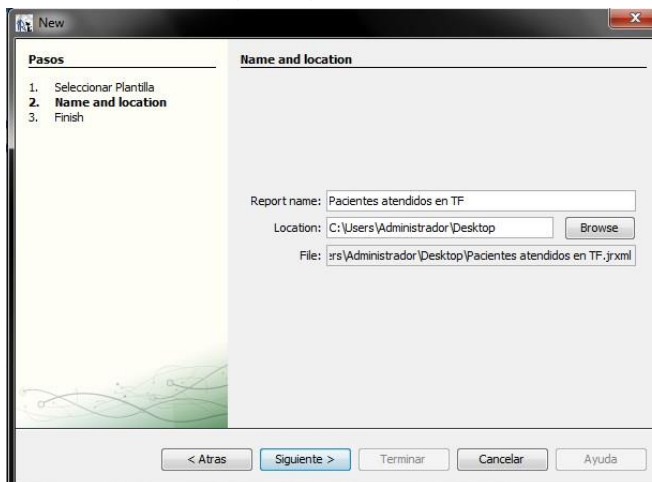 New
Pasos
1. Seleccionar Plantilla
2. Name and location
3. Finish
Name and location
Report name: Pacientes atendidos en TF
Location: C:\Users\Administrador\Desktop Browse
File: ers\Administrador\Desktop\Pacientes atendidos en TF.jrxml
< Atras Siguiente > Terminar Cancelar Ayuda